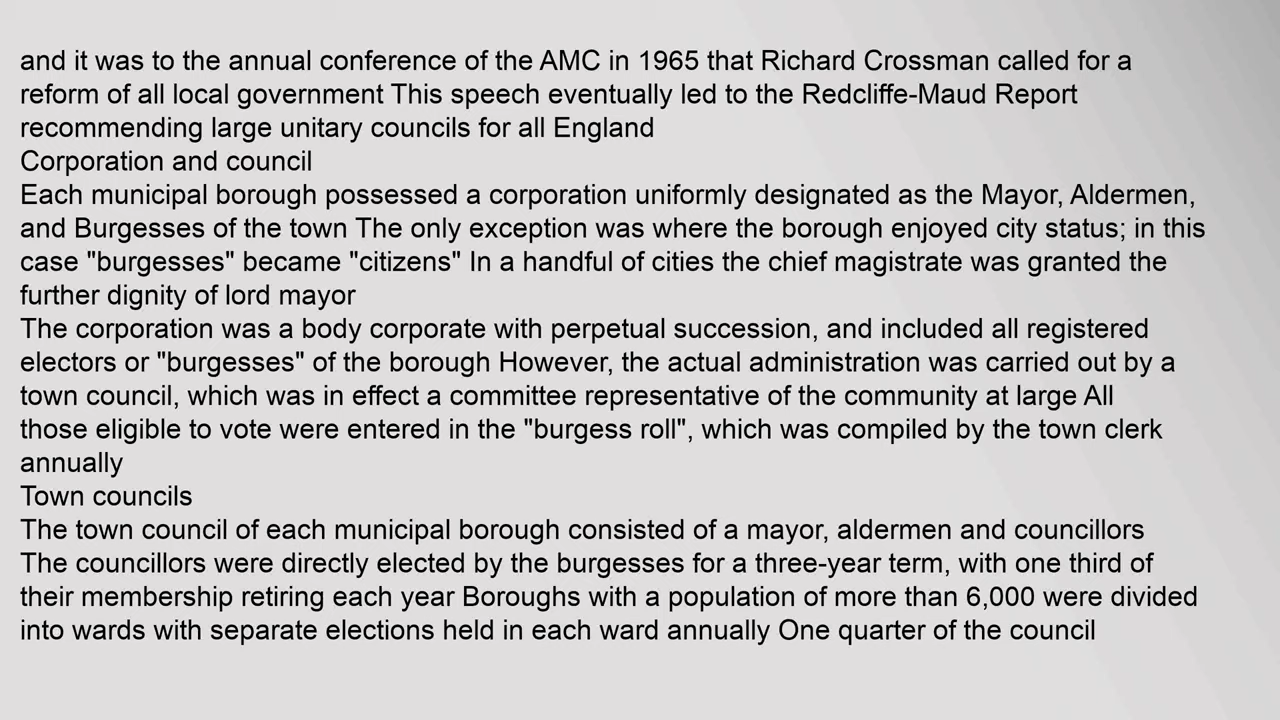 and it was to the annual conference of the AMC in 1965 that Richard Crossman called for a
reform of all local government This speech eventually led to the Redcliffe-Maud Report
recommending large unitary councils for all England
Corporation and council
Each municipal borough possessed a corporation uniformly designated as the Mayor, Aldermen,
and Burgesses of the town The only exception was where the borough enjoyed city status; in this
case "burgesses" became "citizens" In a handful of cities the chief magistrate was granted the
further dignity of lord mayor
The corporation was a body corporate with perpetual succession, and included all registered
electors or "burgesses" of the borough However, the actual administration was carried out by a
town council, which was in effect a committee representative of the community at large All
those eligible to vote were entered in the "burgess roll", which was compiled by the town clerk
annually
Town councils
The town council of each municipal borough consisted of a mayor, aldermen and councillors
The councillors were directly elected by the burgesses for a three-year term, with one third of
their membership retiring each year Boroughs with a population of more than 6,000 were divided
into wards with separate elections held in each ward annually One quarter of the council